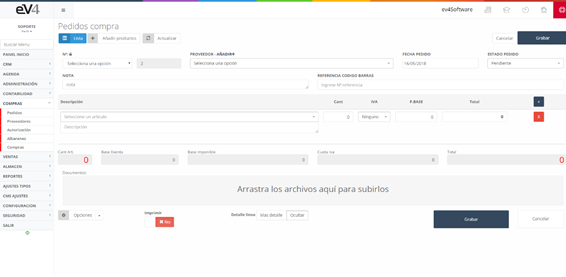 eV4
ev4Software
SOPORTE
Buscar Menu
PANEL INICIO
CRM
AGENDA
ADMINISTRACIÓN
CONTABILIDAD
COMPRAS
Pedidos
Proveedores
Autorización
Albaranes
Compras
VENTAS
ALMACEN
REPORTES
AJUSTES TIPOS
CMS AJUSTES
CONFIGURACION
SEGURIDAD
SALIR
Pedidos compra
Lista
Añadir productos
Actualizar
Cancelar
Grabar
Nº
PROVEEDOR - AÑADIR
FECHA PEDIDO
ESTADO PEDIDO
Selecciona una opcion
2
Selecciona una opcion
16/05/2018
Pendiente
NOTA
REFERENCIA CODIGO BARRAS
nota
Ingrese Nº referencia
Descripción
Cant
IVA
P.BASE
Total
Seleccione un artículo
0
Ninguno
0
0
Descripcion
Cant Art.
Base Exenta
Base Imponible
Cuota Iva
Total
0
0
0
0
0
Documentos
Arrastra los archivos aquí para subirlos
Opciones
Imprimir
No
Detalle linea
Mas detalle
Ocultar
Grabar
Cancelar